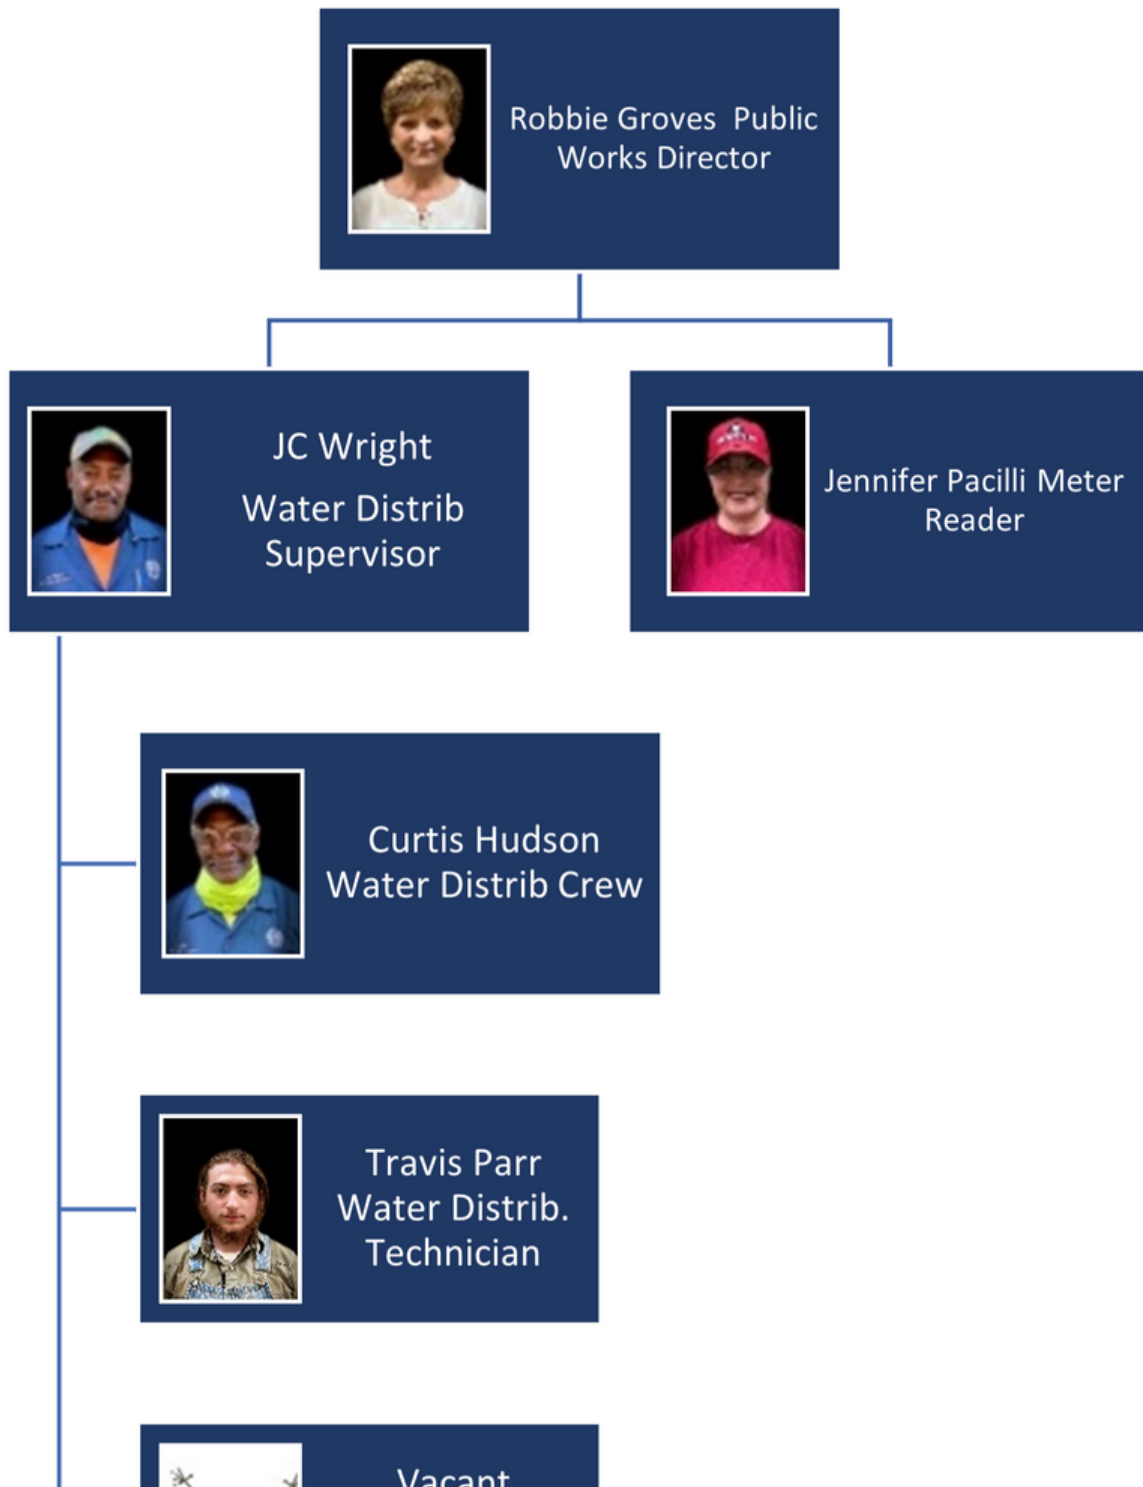 Robbie Groves  Public
Works Director
JC Wright
Water Distrib
Supervisor
Jennifer Pacilli Meter
Reader
Curtis Hudson
Water Distrib Crew
Travis Parr
Water Distrib.
Technician
Vacant